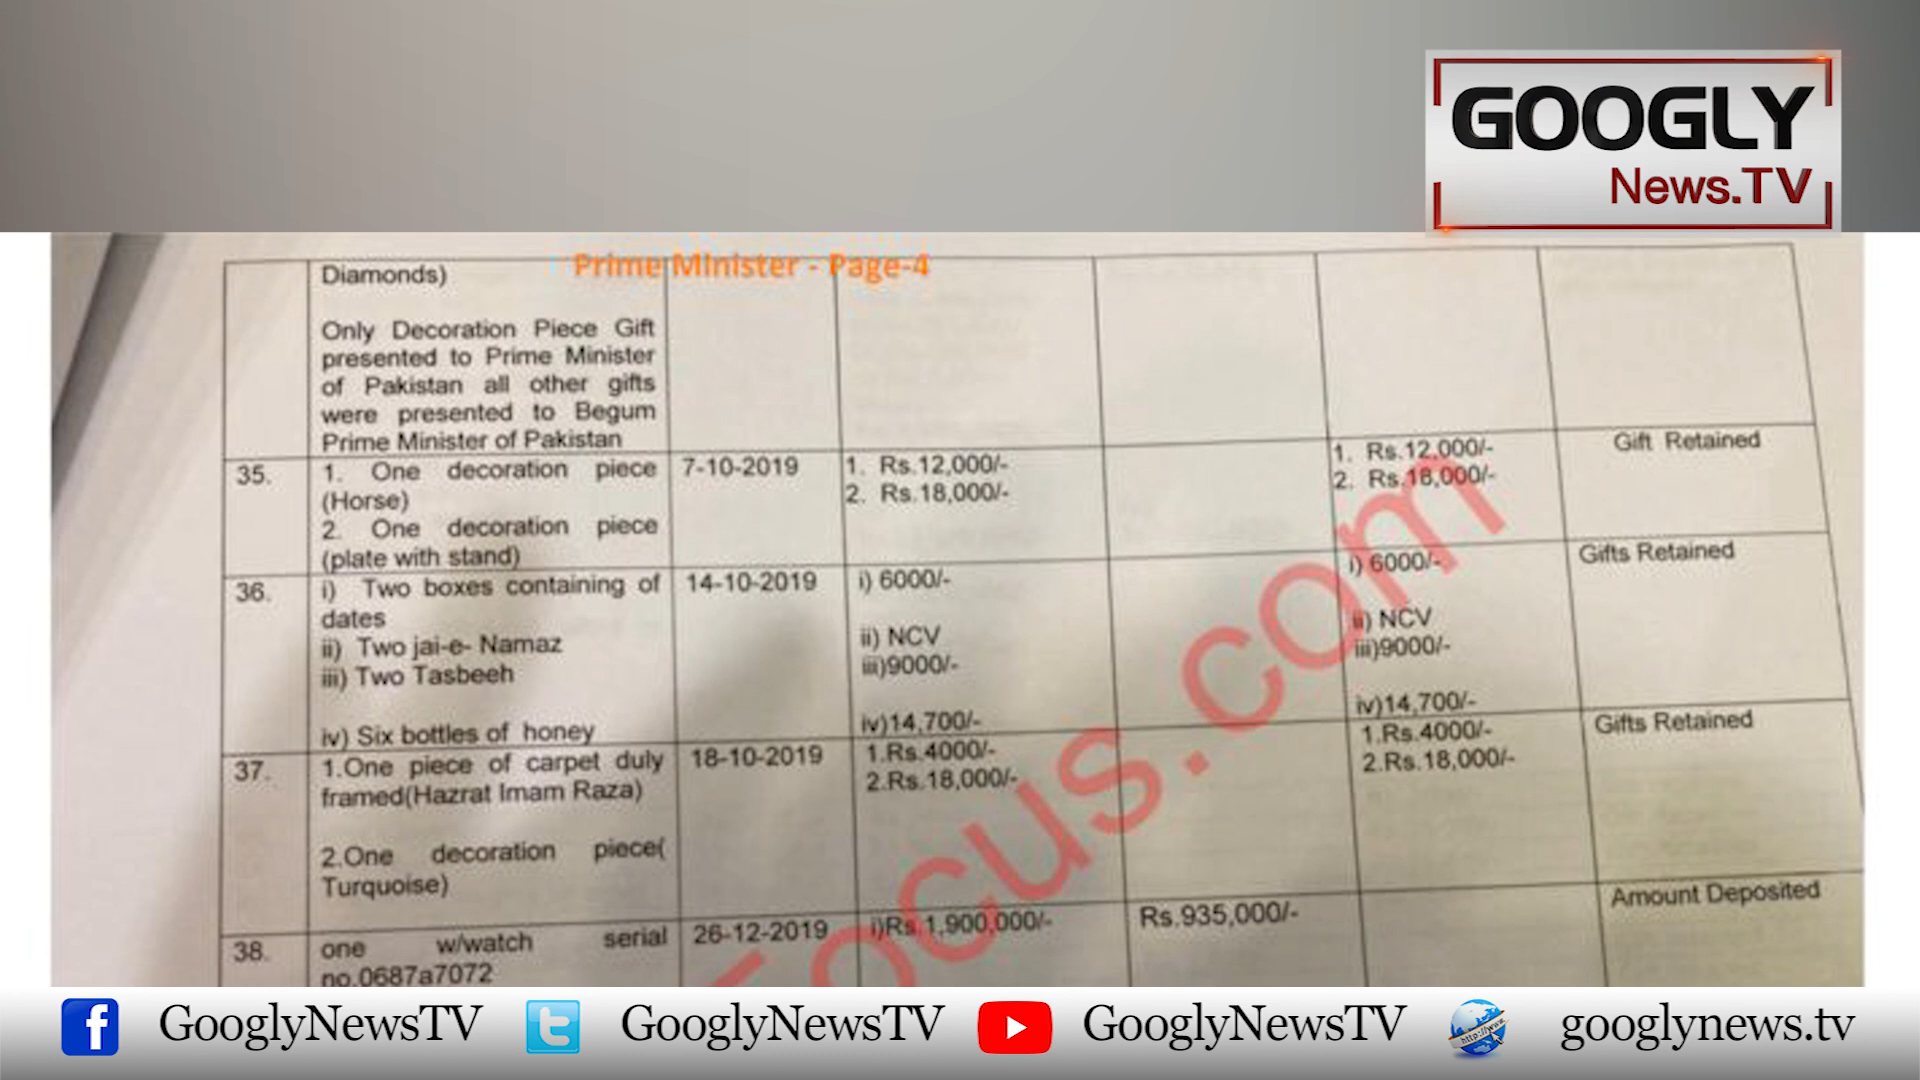 GOOGLY
News.TV
Prime Minister - Page-4
Diamonds)
Only Decoration Piece Gift
presented to Prime Minister
of Pakistan all other gifts
were presented to Begum
Prime Minister of Pakistan
35.
1. One decoration piece
(Horse)
2. One decoration piece
(plate with stand)
7-10-2019
1. Rs.12,000/-
2. Rs.18,000/-
1. Rs.12,000/-
2. Rs.18,000/-
Gift Retained
36.
i) Two boxes containing of
dates
ii) Two jai-e- Namaz
iii) Two Tasbeeh
iv) Six bottles of honey
14-10-2019
i) 6000/-
ii) NCV
iii)9000/-
iv)14,700/-
i) 6000/-
ii) NCV
iii)9000/-
iv)14,700/-
Gifts Retained
37.
1.One piece of carpet duly
framed(Hazrat Imam Raza)
2.One decoration piece(
Turquoise)
18-10-2019
1.Rs.4000/-
2.Rs.18,000/-
1.Rs.4000/-
2.Rs.18,000/-
Gifts Retained
38.
one w/watch serial
no.0687a7072
26-12-2019
i)Rs.1,900,000/-
Rs.935,000/-
Amount Deposited
Focus.com
GooglyNewsTV
GooglyNewsTV
GooglyNewsTV
http://www.
googlynews.tv